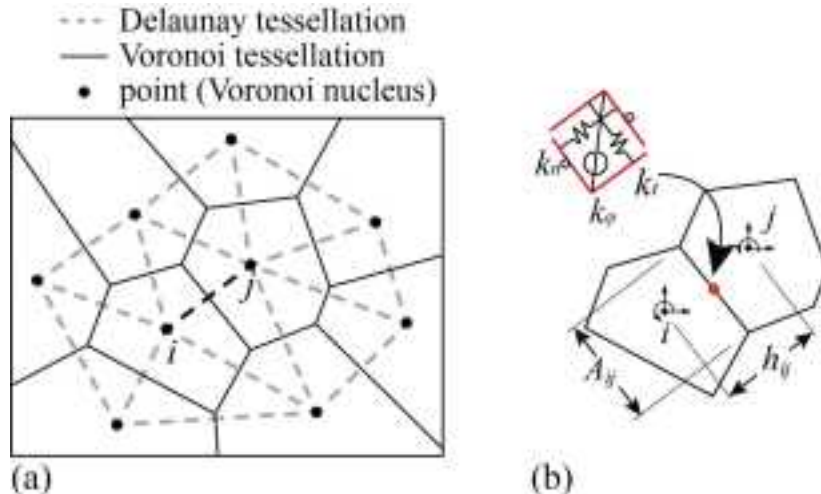 Delaunay tessellation
Voronoi tessellation
point (Voronoi nucleus)
i
j
(a)
kn
kt
kφ
j
i
Aij
hij
(b)